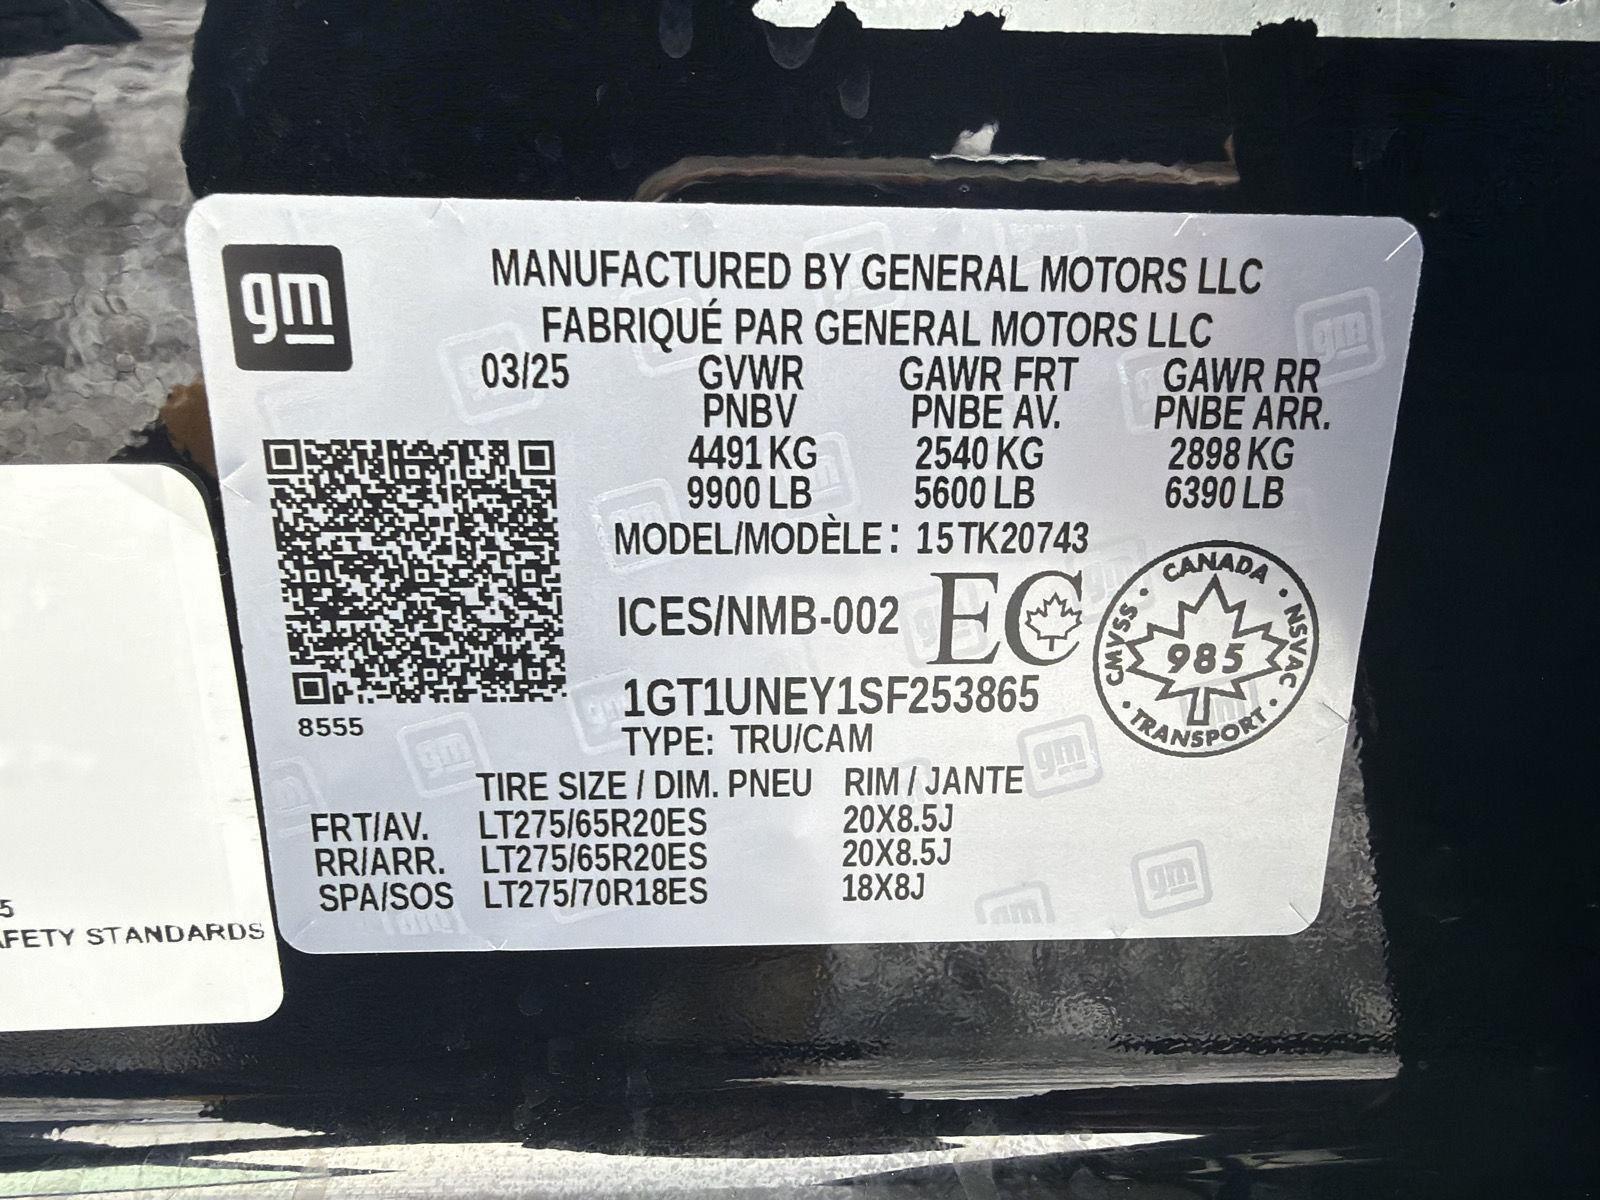 gm
MANUFACTURED BY GENERAL MOTORS LLC
FABRIQUÉ PAR GENERAL MOTORS LLC
03/25 GVWR GAWR FRT GAWR RR
PNBV PNBE AV. PNBE ARR.
4491 KG 2540 KG 2898 KG
9900 LB 5600 LB 6390 LB
MODEL/MODÈLE: 15TK20743
ICES/NMB-002 EC
CANADA
CMVSS 985 NSVAC
TRANSPORT
1GT1UNEY1SF253865
8555
TYPE: TRU/CAM
TIRE SIZE / DIM. PNEU RIM / JANTE
FRT/AV. LT275/65R20ES 20X8.5J
RR/ARR. LT275/65R20ES 20X8.5J
SPA/SOS LT275/70R18ES 18X8J
5
AFETY STANDARDS